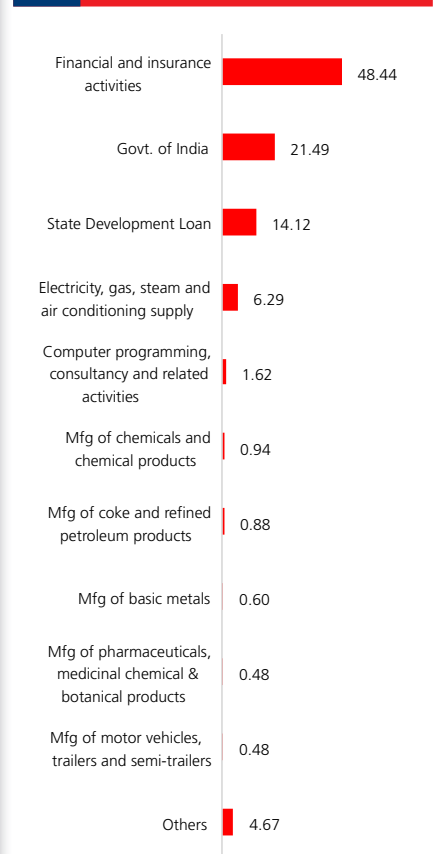 Financial and insurance
activities
48.44
Govt. of India
21.49
State Development Loan
14.12
Electricity, gas, steam and
air conditioning supply
6.29
Computer programming,
consultancy and related
activities
1.62
Mfg of chemicals and
chemical products
0.94
Mfg of coke and refined
petroleum products
0.88
Mfg of basic metals
0.60
Mfg of pharmaceuticals,
medicinal chemical &
botanical products
0.48
Mfg of motor vehicles,
trailers and semi-trailers
0.48
Others
4.67